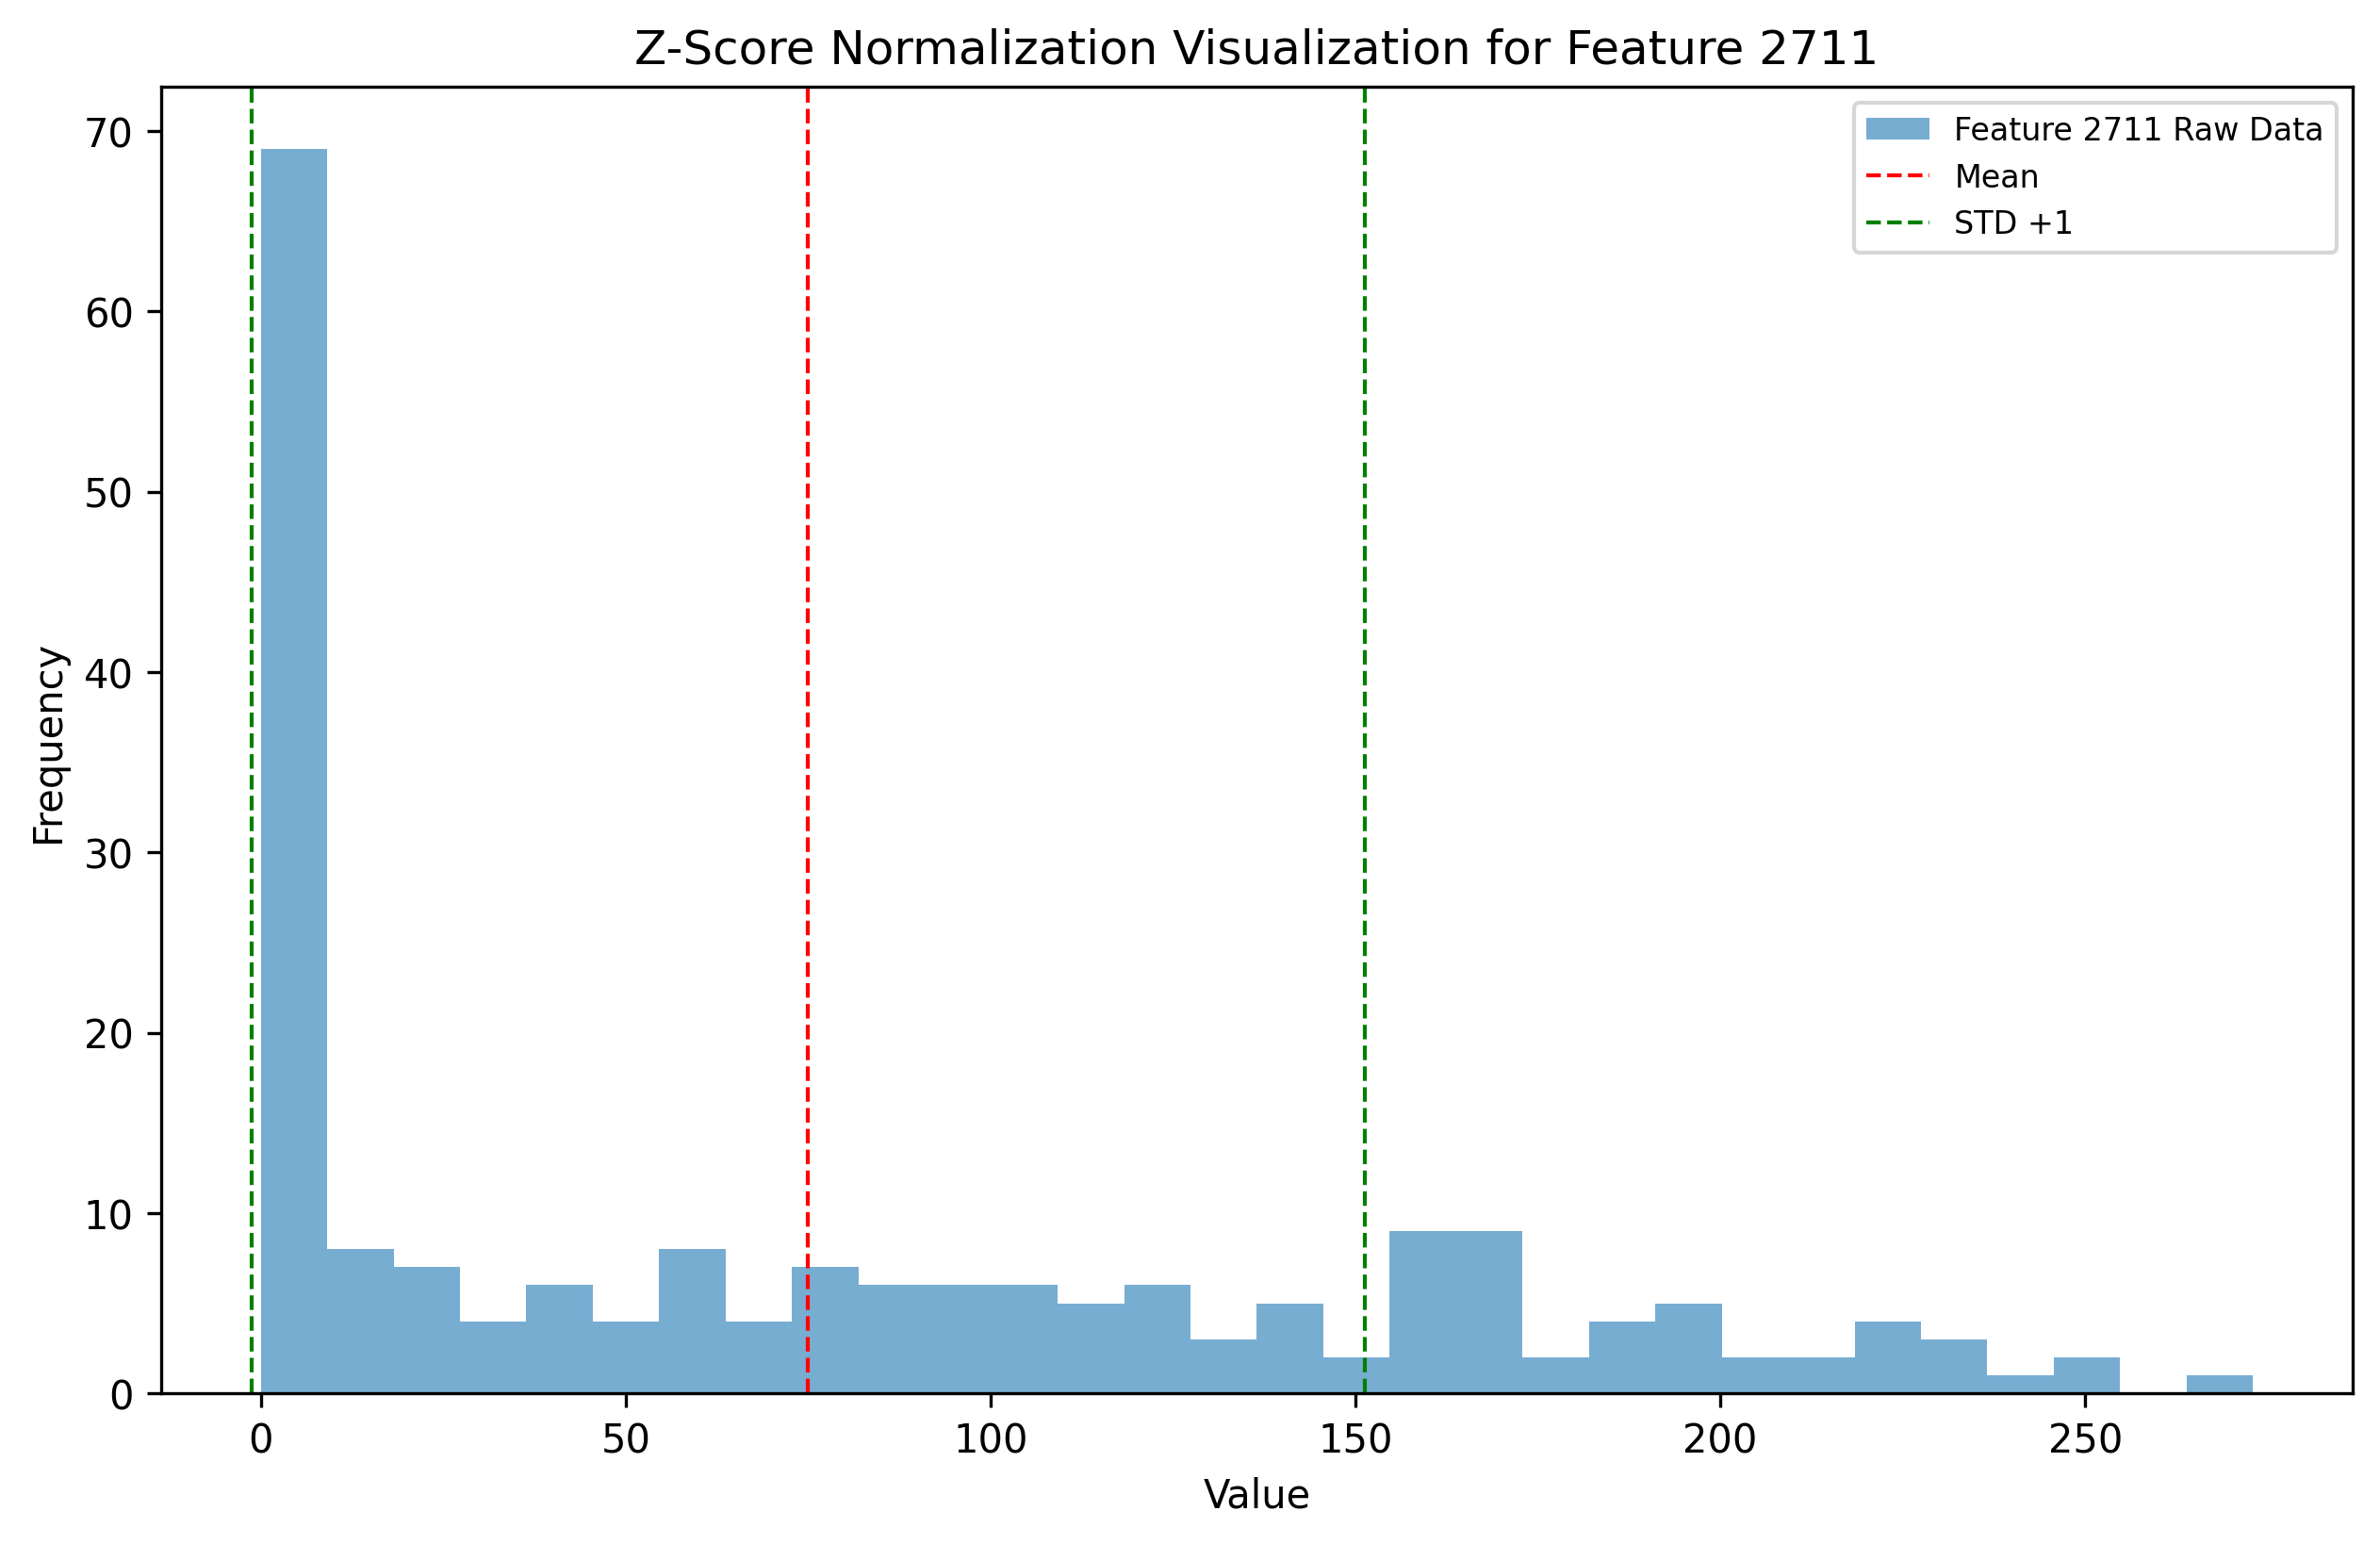 Z-Score Normalization Visualization for Feature 2711
Feature 2711 Raw Data
Mean
STD +1
70
60
50
40
30
20
10
0
Frequency
0 50 100 150 200 250
Value